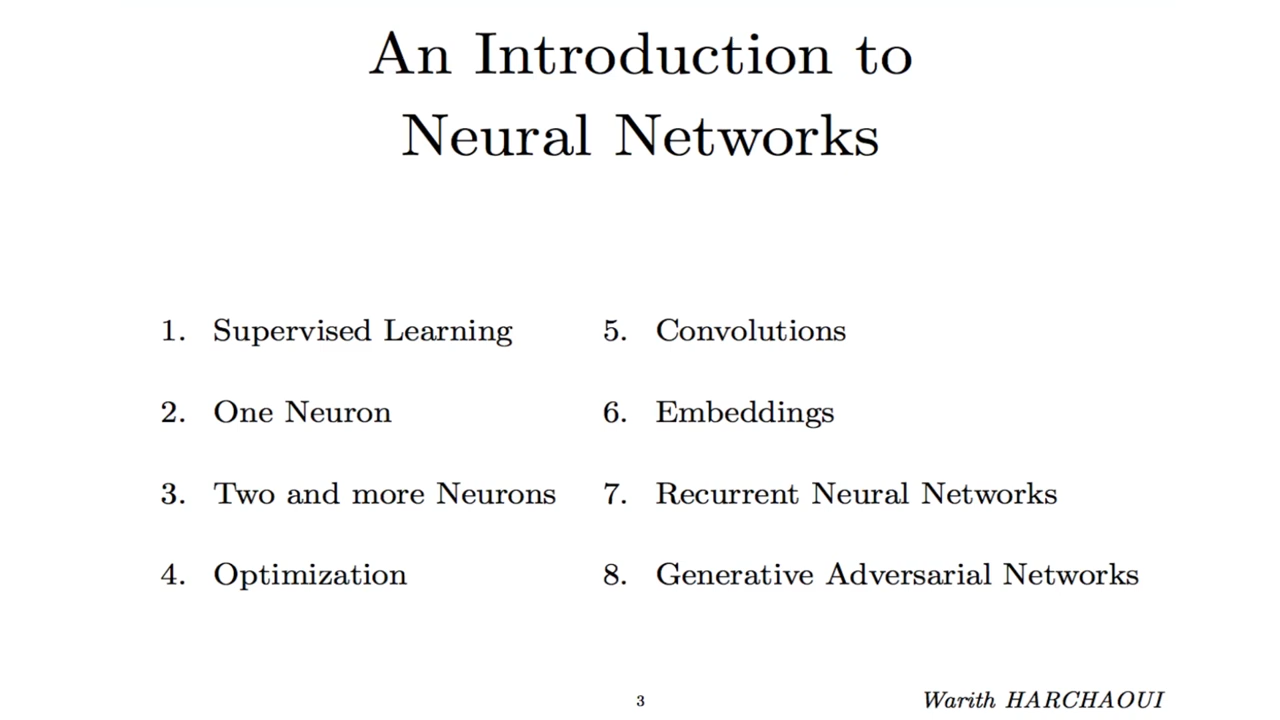 An Introduction to
Neural Networks
1. Supervised Learning
2. One Neuron
3. Two and more Neurons
4. Optimization
5. Convolutions
6. Embeddings
7. Recurrent Neural Networks
8. Generative Adversarial Networks
3
Warith HARCHAOUI